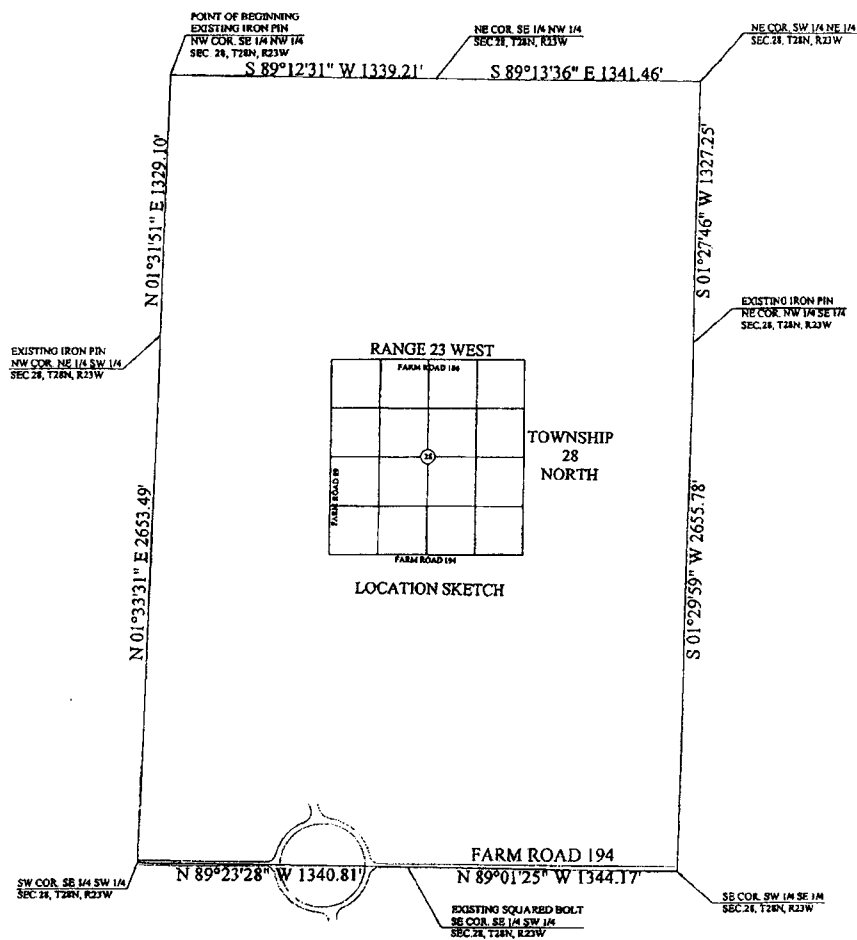 POINT OF BEGINNING
EXISTING IRON PIN
NW COR. SE 1/4 NW 1/4
SEC. 28, T28N, R23W
NE COR. SE 1/4 NW 1/4
SEC.28, T28N, R23W
NE COR. SW 1/4 NE 1/4
SEC.28, T28N, R23W
S 89°12'31" W 1339.21'
S 89°13'36" E 1341.46'
N 01°31'51" E 1329.10'
S 01°27'46" W 1327.25'
EXISTING IRON PIN
NE COR. NW 1/4 SE 1/4
SEC.28, T28N, R23W
EXISTING IRON PIN
NW COR. NE 1/4 SW 1/4
SEC 28, T28N, R23W
RANGE 23 WEST
FARM ROAD 186
28
FARM ROAD 89
FARM ROAD 194
TOWNSHIP
28
NORTH
LOCATION SKETCH
N 01°33'31" E 2653.49'
S 01°29'59" W 2655.78'
FARM ROAD 194
N 89°23'28" W 1340.81'
N 89°01'25" W 1344.17'
SW COR. SE 1/4 SW 1/4
SEC.28, T28N, R23W
EXISTING SQUARED BOLT
SE COR. SE 1/4 SW 1/4
SEC.28, T28N, R23W
SE COR. SW 1/4 SE 1/4
SEC.28, T28N, R23W